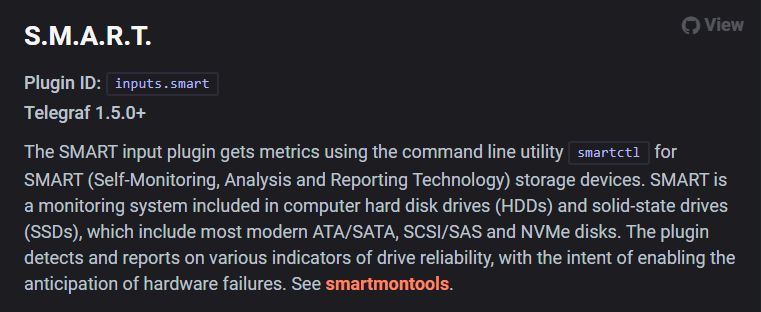 S.M.A.R.T.
View
Plugin ID: inputs.smart
Telegraf 1.5.0+
The SMART input plugin gets metrics using the command line utility smartctl for
SMART (Self-Monitoring, Analysis and Reporting Technology) storage devices. SMART is
a monitoring system included in computer hard disk drives (HDDs) and solid-state drives
(SSDs), which include most modern ATA/SATA, SCSI/SAS and NVMe disks. The plugin
detects and reports on various indicators of drive reliability, with the intent of enabling the
anticipation of hardware failures. See smartmontools.